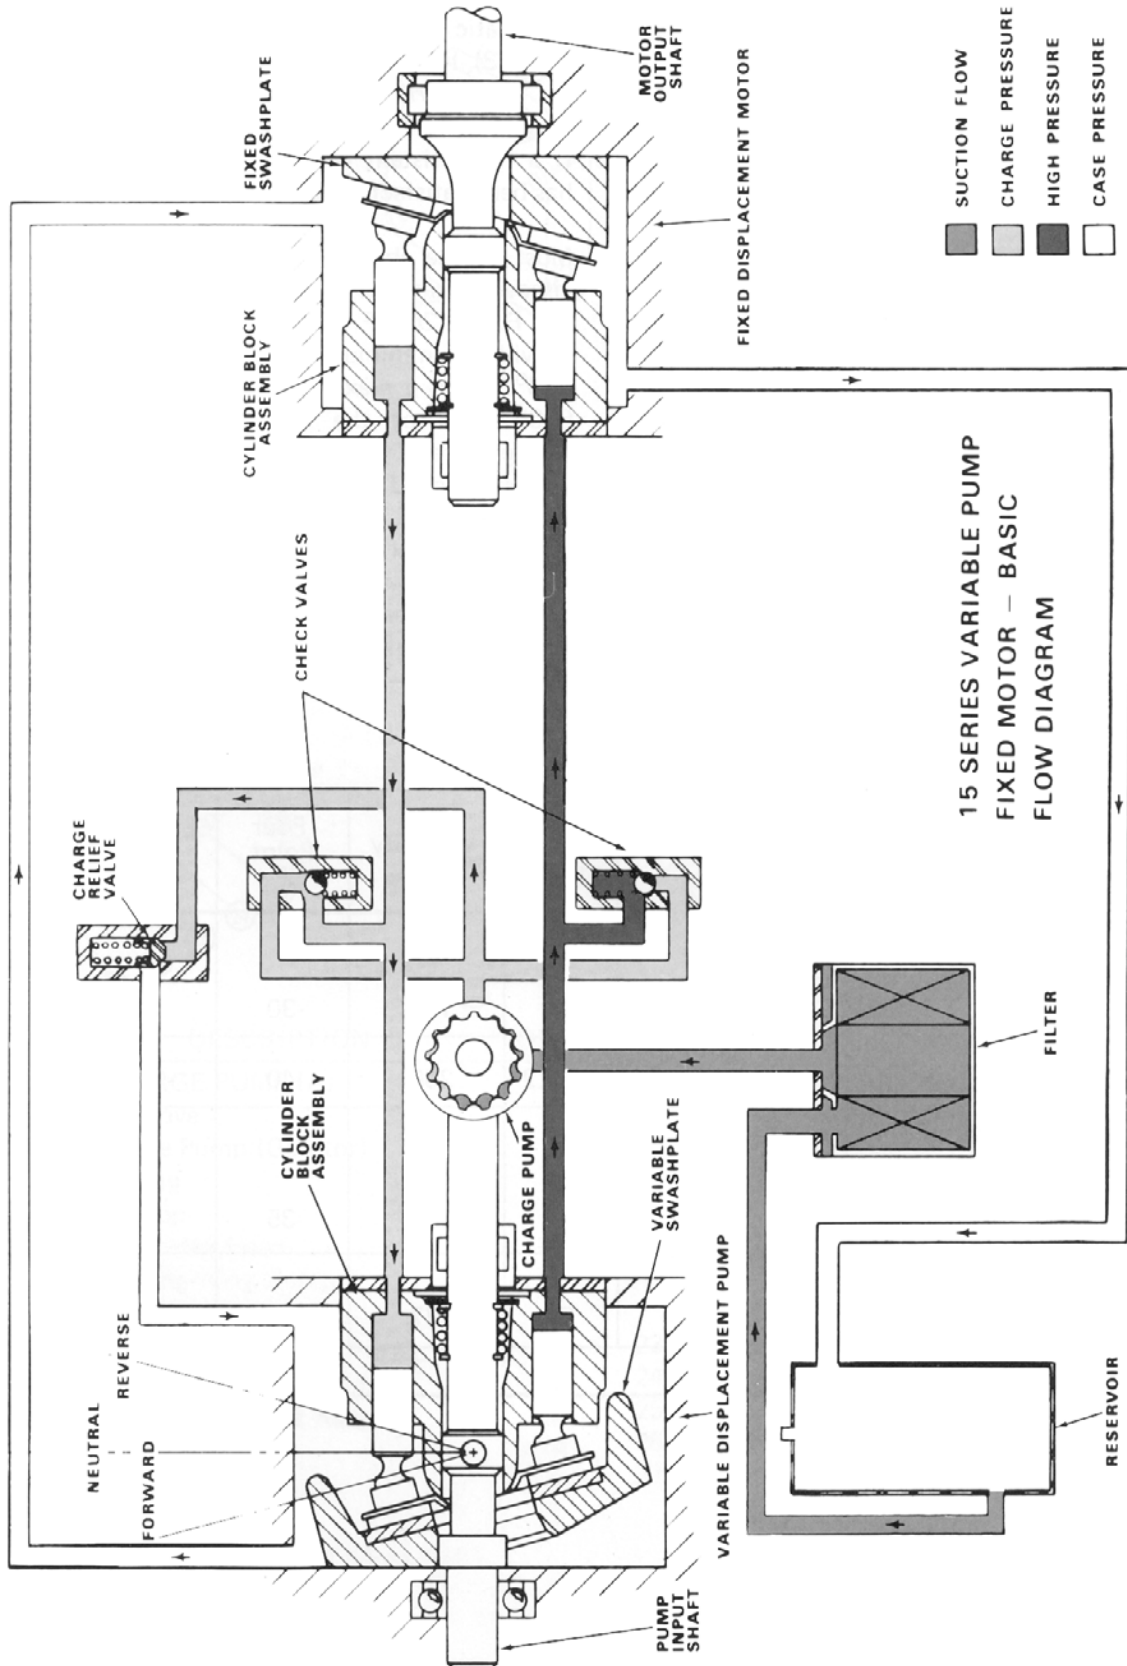 NEUTRAL
FORWARD
REVERSE
CHARGE
RELIEF
VALVE
CHECK VALVES
CYLINDER BLOCK
ASSEMBLY
FIXED
SWASHPLATE
MOTOR
OUTPUT
SHAFT
PUMP
INPUT
SHAFT
CYLINDER
BLOCK
ASSEMBLY
CHARGE PUMP
VARIABLE
SWASHPLATE
VARIABLE DISPLACEMENT PUMP
FIXED DISPLACEMENT MOTOR
RESERVOIR
FILTER
15 SERIES VARIABLE PUMP
FIXED MOTOR – BASIC
FLOW DIAGRAM
SUCTION FLOW
CHARGE PRESSURE
HIGH PRESSURE
CASE PRESSURE